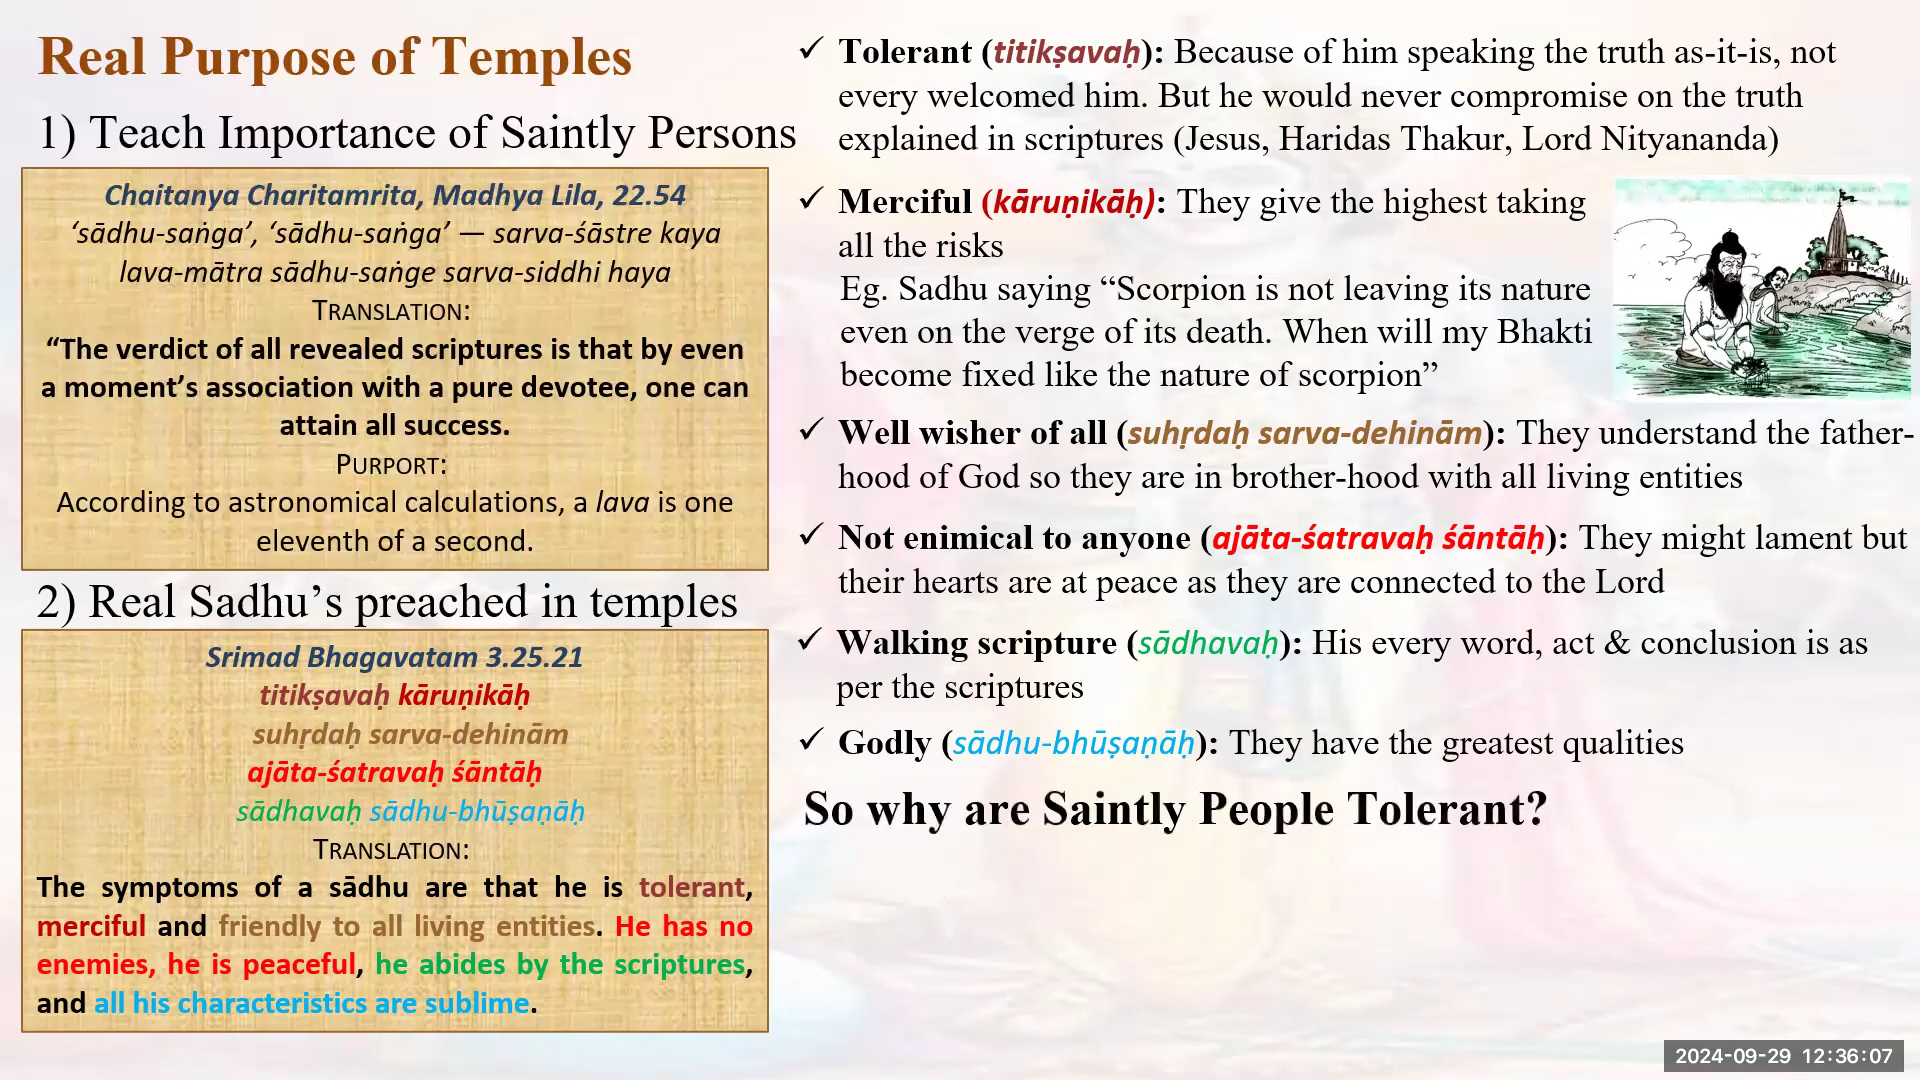 Real Purpose of Temples
1) Teach Importance of Saintly Persons
Chaitanya Charitamrita, Madhya Lila, 22.54
‘sādhu-saṅga’, ‘sādhu-saṅga’ — sarva-śāstre kaya
lava-mātra sādhu-saṅge sarva-siddhi haya
TRANSLATION:
“The verdict of all revealed scriptures is that by even
a moment’s association with a pure devotee, one can
attain all success.
PURPORT:
According to astronomical calculations, a lava is one
eleventh of a second.
2) Real Sadhu’s preached in temples
Srimad Bhagavatam 3.25.21
titikṣavaḥ kāruṇikāḥ
suhṛdaḥ sarva-dehinām
ajāta-śatravaḥ śāntāḥ
sādhavaḥ sādhu-bhūṣaṇāḥ
TRANSLATION:
The symptoms of a sādhu are that he is tolerant,
merciful and friendly to all living entities. He has no
enemies, he is peaceful, he abides by the scriptures,
and all his characteristics are sublime.
✓ Tolerant (titikṣavaḥ): Because of him speaking the truth as-it-is, not
every welcomed him. But he would never compromise on the truth
explained in scriptures (Jesus, Haridas Thakur, Lord Nityananda)
✓ Merciful (kāruṇikāḥ): They give the highest taking
all the risks
Eg. Sadhu saying “Scorpion is not leaving its nature
even on the verge of its death. When will my Bhakti
become fixed like the nature of scorpion”
✓ Well wisher of all (suhṛdaḥ sarva-dehinām): They understand the father-
hood of God so they are in brother-hood with all living entities
✓ Not enimical to anyone (ajāta-śatravaḥ śāntāḥ): They might lament but
their hearts are at peace as they are connected to the Lord
✓ Walking scripture (sādhavaḥ): His every word, act & conclusion is as
per the scriptures
✓ Godly (sādhu-bhūṣaṇāḥ): They have the greatest qualities
So why are Saintly People Tolerant?
2024-09-29 12:36:07